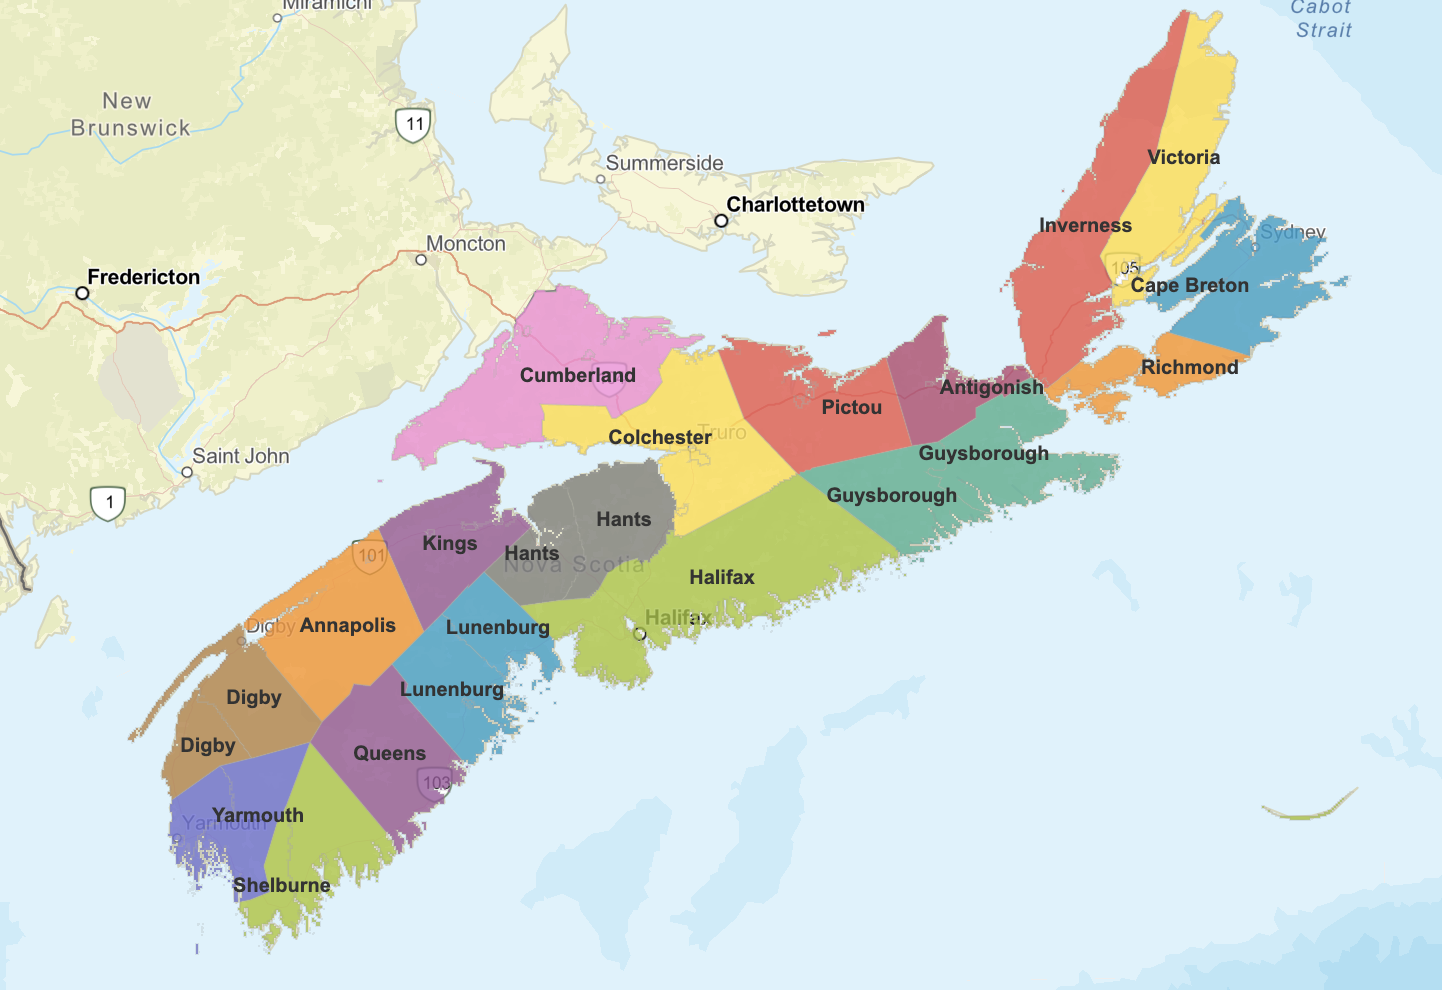 Miramichi
Cabot
Strait
New
Brunswick
11
Summerside
Victoria
Charlottetown
Inverness
Moncton
Sydney
Fredericton
105
Cape Breton
Cumberland
Richmond
Antigonish
Pictou
Truro
Colchester
Guysborough
Saint John
Guysborough
1
Hants
Kings
Hants
101
Nova Scotia
Halifax
Halifax
Digby
Annapolis
Lunenburg
Lunenburg
Digby
Digby
Queens
103
Yarmouth
Yarmouth
Shelburne